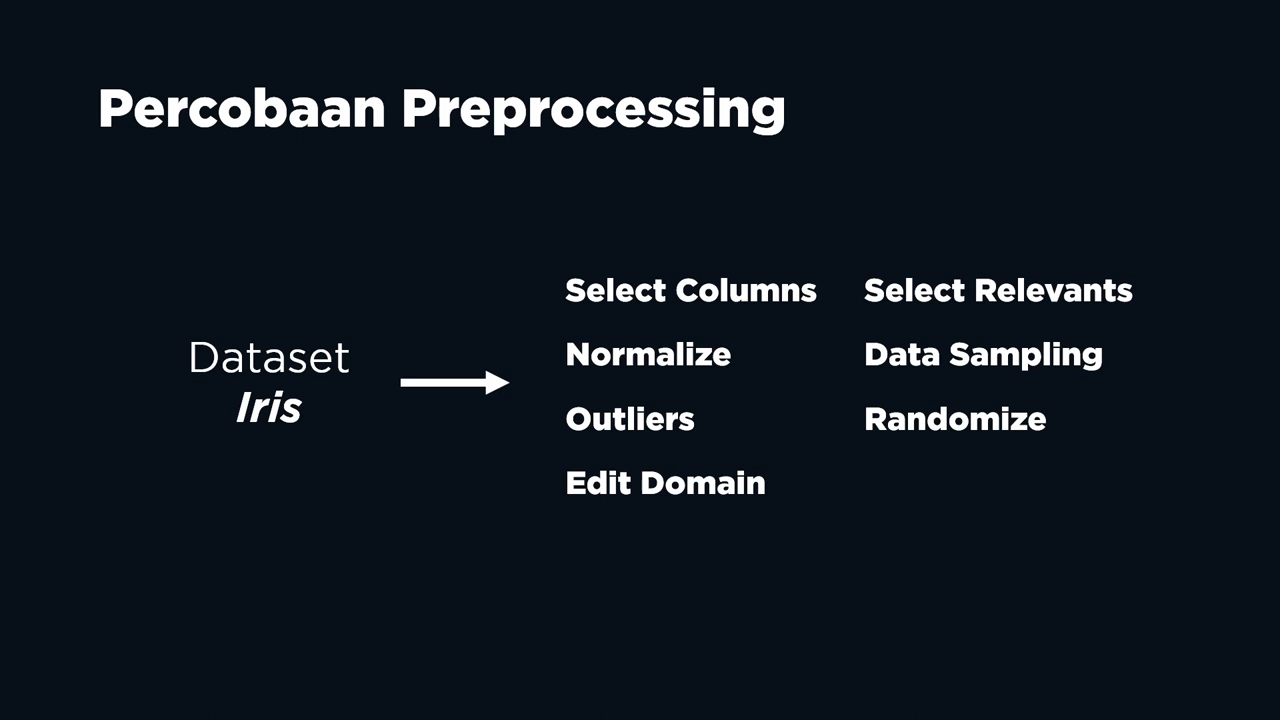 Percobaan Preprocessing
Dataset
Iris
Select Columns
Normalize
Outliers
Edit Domain
Select Relevants
Data Sampling
Randomize